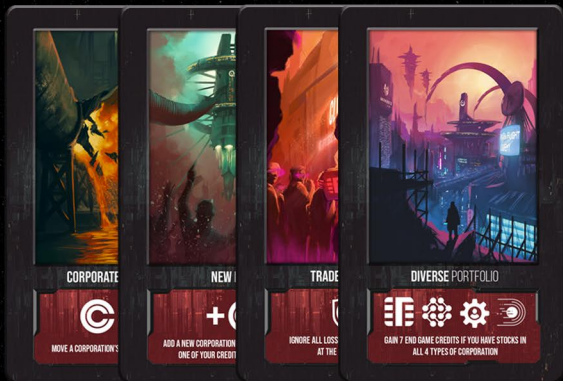 CORPORATE
MOVE A CORPORATION'S
NEW
ADD A NEW CORPORATION
ONE OF YOUR CREDIT
TRADE
IGNORE ALL LOSS
AT THE
DIVERSE PORTFOLIO
GAIN 7 END GAME CREDITS IF YOU HAVE STOCKS IN
ALL 4 TYPES OF CORPORATION